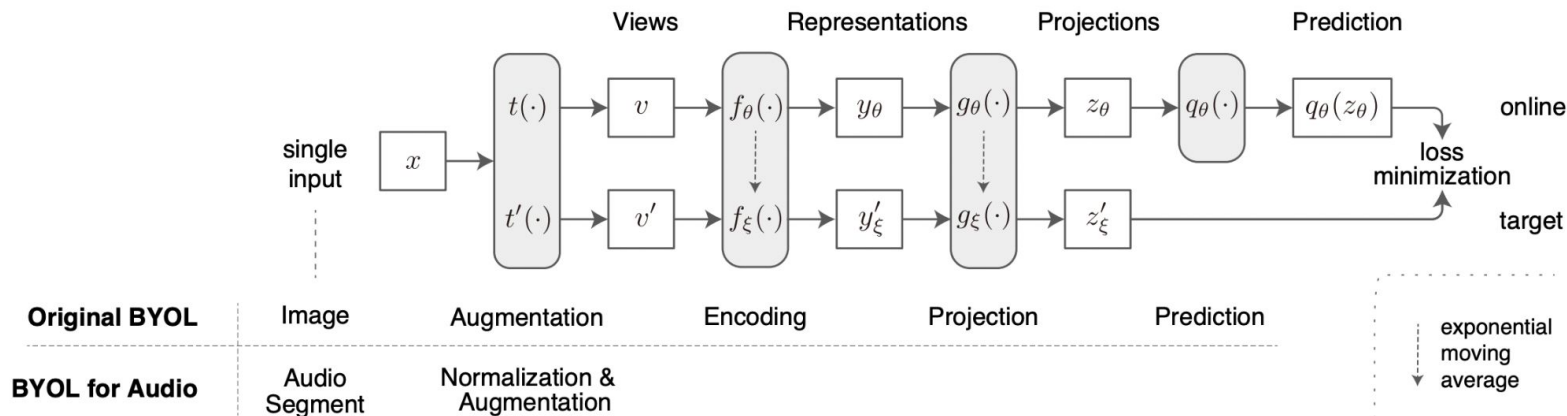 Views Representations Projections Prediction
t(·) v f_θ(·) y_θ g_θ(·) z_θ q_θ(·) q_θ(z_θ) online
single
input
x
loss
minimization
t′(·) v′ f_ξ(·) y′_ξ g_ξ(·) z′_ξ target
Original BYOL Image Augmentation Encoding Projection Prediction
BYOL for Audio Audio
Segment
Normalization &
Augmentation
exponential
moving
average